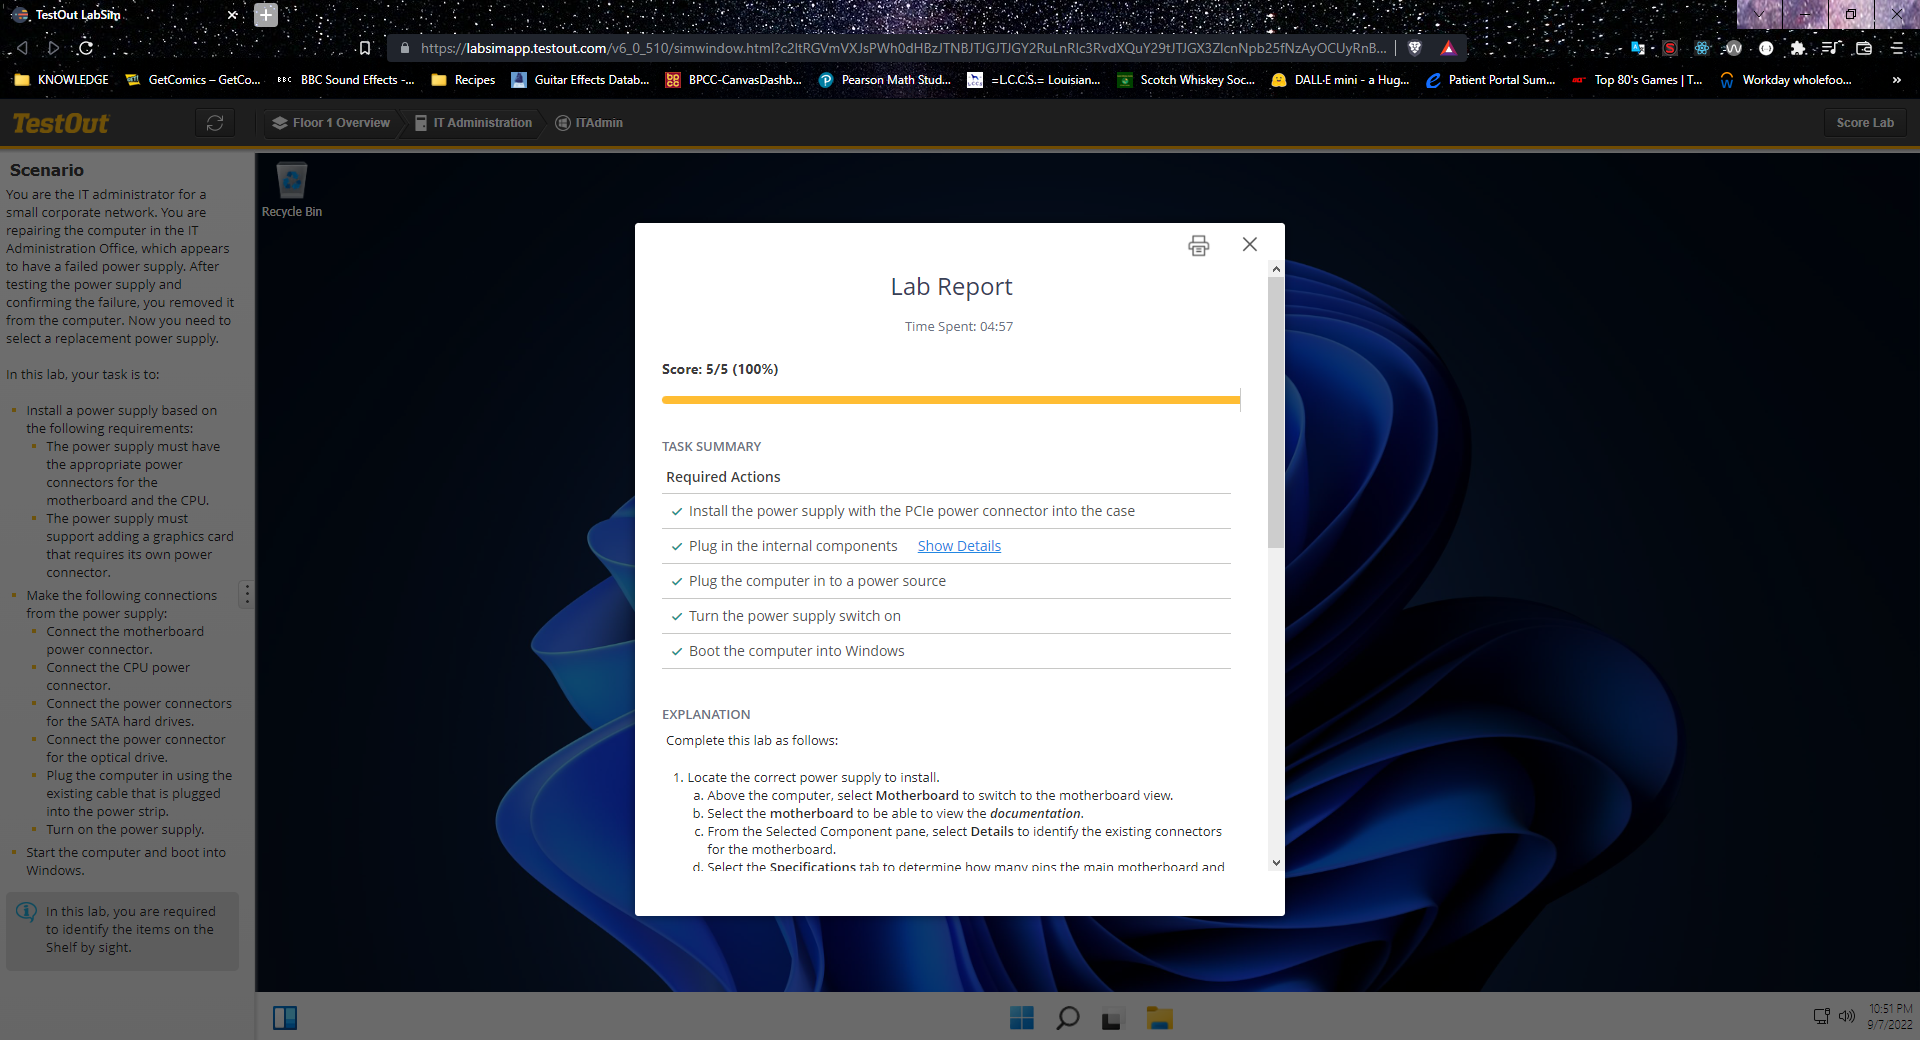 TestOut LabSim
https://labsimapp.testout.com/v6_0_510/simwindow.html?
KNOWLEDGE
GetComics – GetCo...
BBC
BBC Sound Effects -...
Recipes
Guitar Effects Datab...
BPCC-CanvasDashb...
Pearson Math Stud...
=L.C.C.S.= Louisian...
Scotch Whiskey Soc...
DALL·E mini - a Hug...
Patient Portal Sum...
Top 80's Games | T...
Workday wholefoo...
»
TestOut
Floor 1 Overview
IT Administration
ITAdmin
Score Lab
Scenario
You are the IT administrator for a
small corporate network. You are
repairing the computer in the IT
Administration Office, which appears
to have a failed power supply. After
testing the power supply and
confirming the failure, you removed it
from the computer. Now you need to
select a replacement power supply.
In this lab, your task is to:
Install a power supply based on
the following requirements:
The power supply must have
the appropriate power
connectors for the
motherboard and the CPU.
The power supply must
support adding a graphics card
that requires its own power
connector.
Make the following connections
from the power supply:
Connect the motherboard
power connector.
Connect the CPU power
connector.
Connect the power connectors
for the SATA hard drives.
Connect the power connector
for the optical drive.
Plug the computer in using the
existing cable that is plugged
into the power strip.
Turn on the power supply.
Start the computer and boot into
Windows.
In this lab, you are required
to identify the items on the
Shelf by sight.
Recycle Bin
Lab Report
Time Spent: 04:57
Score: 5/5 (100%)
TASK SUMMARY
Required Actions
Install the power supply with the PCIe power connector into the case
Plug in the internal components Show Details
Plug the computer in to a power source
Turn the power supply switch on
Boot the computer into Windows
EXPLANATION
Complete this lab as follows:
1. Locate the correct power supply to install.
a. Above the computer, select Motherboard to switch to the motherboard view.
b. Select the motherboard to be able to view the documentation.
c. From the Selected Component pane, select Details to identify the existing connectors
for the motherboard.
d. Select the Specifications tab to determine how many pins the main motherboard and
10:51 PM
9/7/2022